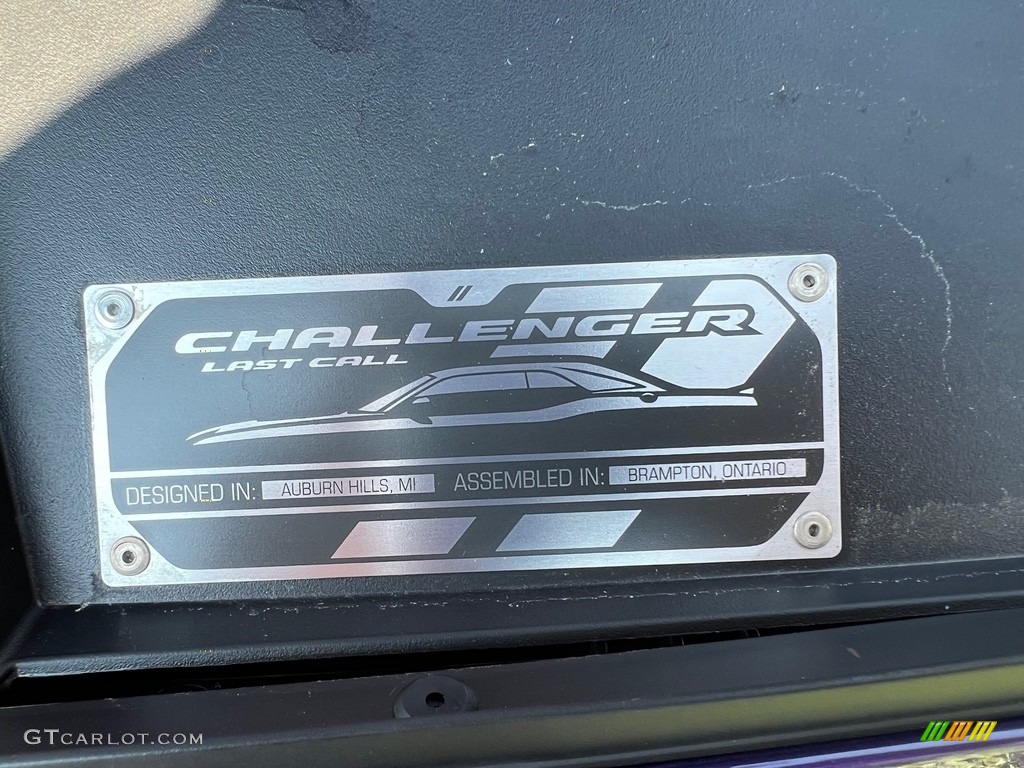 CHALLENGER
LAST CALL
DESIGNED IN: AUBURN HILLS, MI ASSEMBLED IN: BRAMPTON, ONTARIO
GTCARLOT.COM